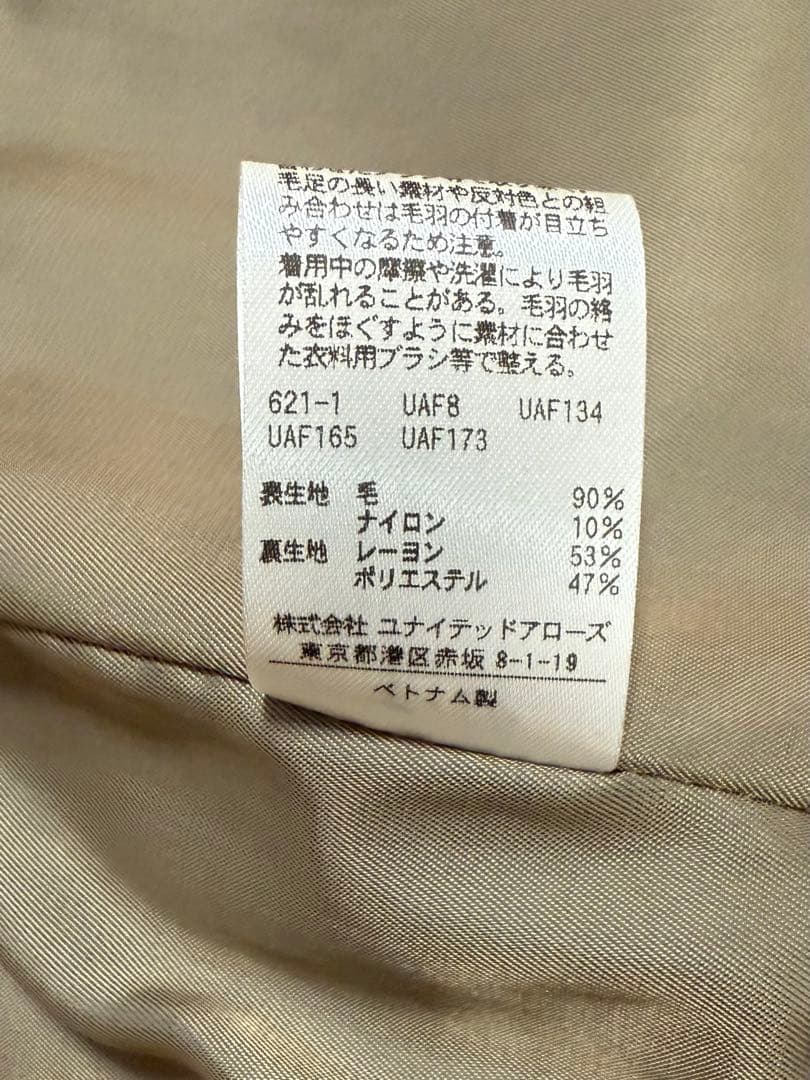 毛足の長い素材や反対色との組
み合わせは毛羽の付着が目立ち
やすくなるため注意。
着用中の摩擦や洗濯により毛羽
が乱れることがある。毛羽の絡
みをほぐすように素材に合わせ
た衣料用ブラシ等で整える。
621-1 UAF8 UAF134
UAF165 UAF173
表生地 毛 90%
ナイロン 10%
裏生地 レーヨン 53%
ポリエステル 47%
株式会社 ユナイテッドアローズ
東京都港区赤坂 8-1-19
ベトナム製